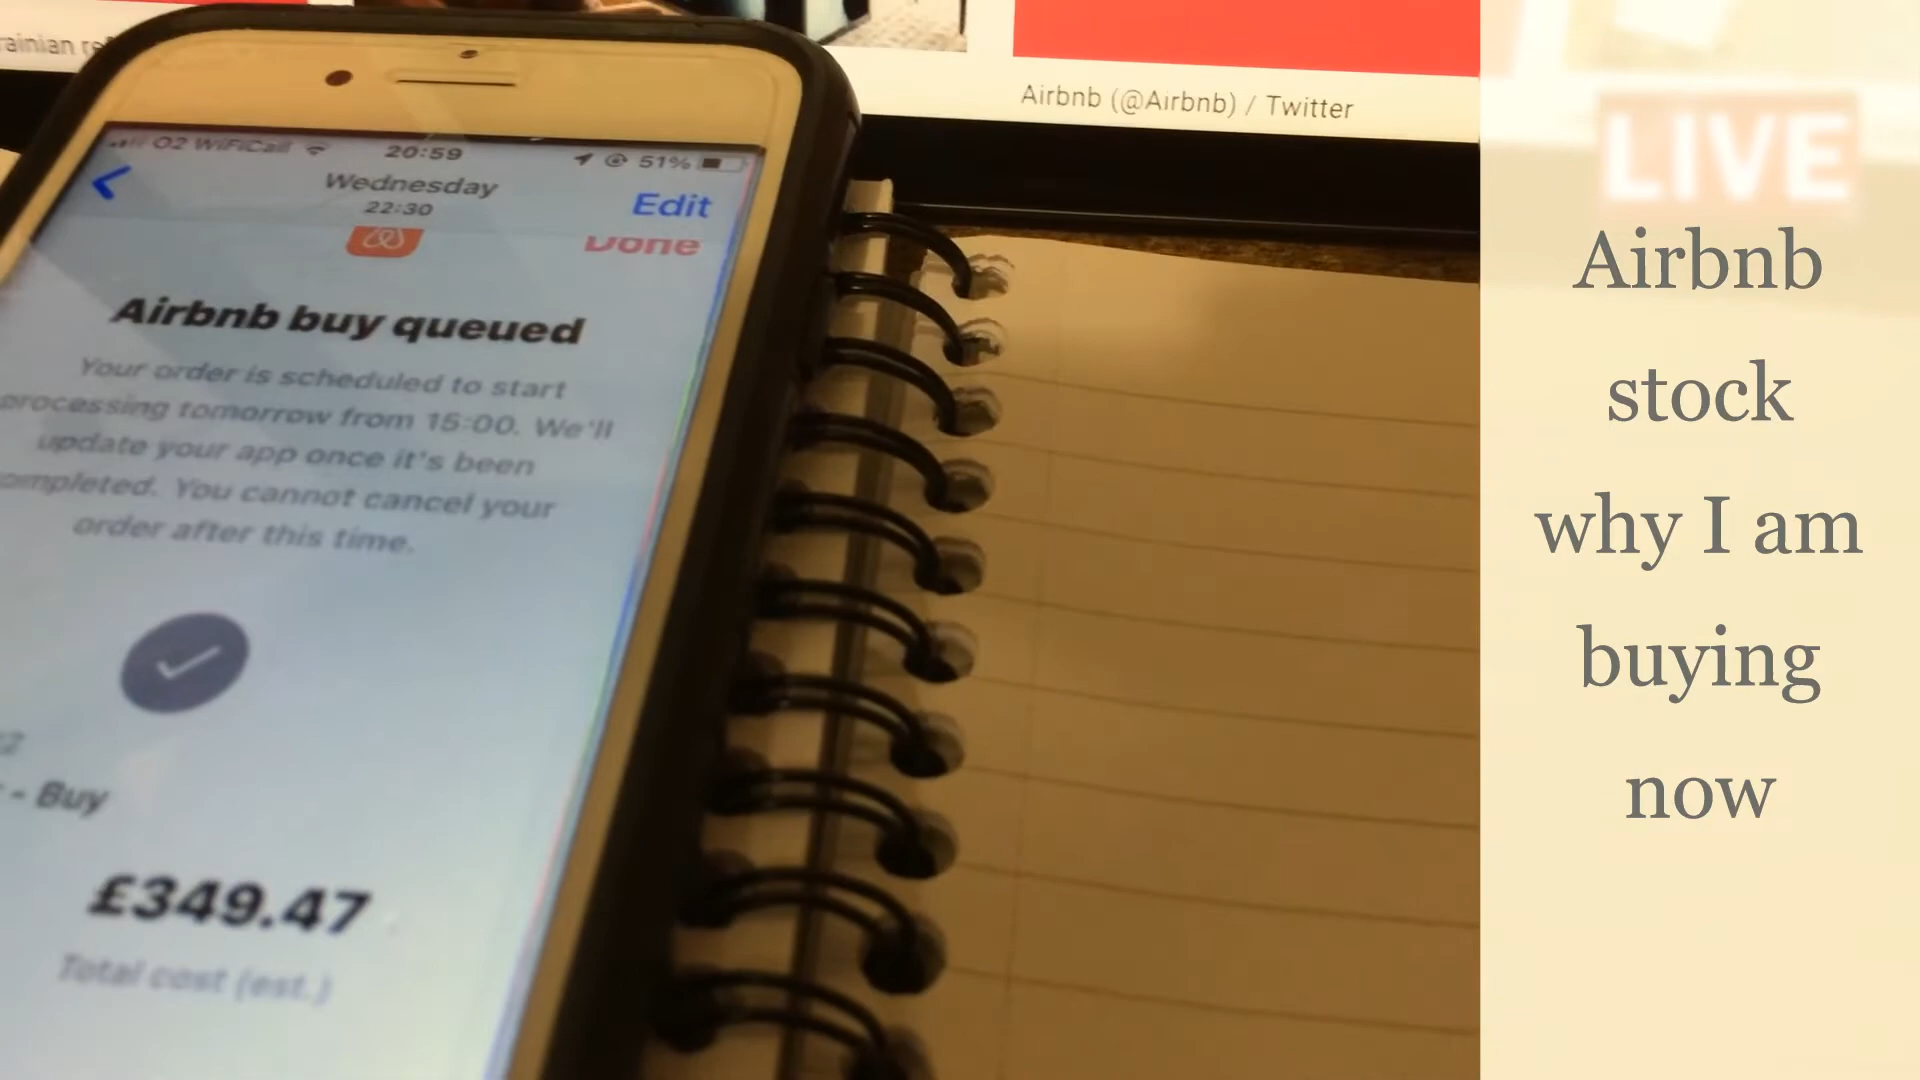 Airbnb (@Airbnb) / Twitter
O2 WiFiCall
20:59
51%
Wednesday
22:30
Edit
Done
Airbnb buy queued
Your order is scheduled to start
processing tomorrow from 15:00. We'll
update your app once it's been
ompleted. You cannot cancel your
order after this time.
- Buy
£349.47
Total cost (est.)
LIVE
Airbnb
stock
why I am
buying
now